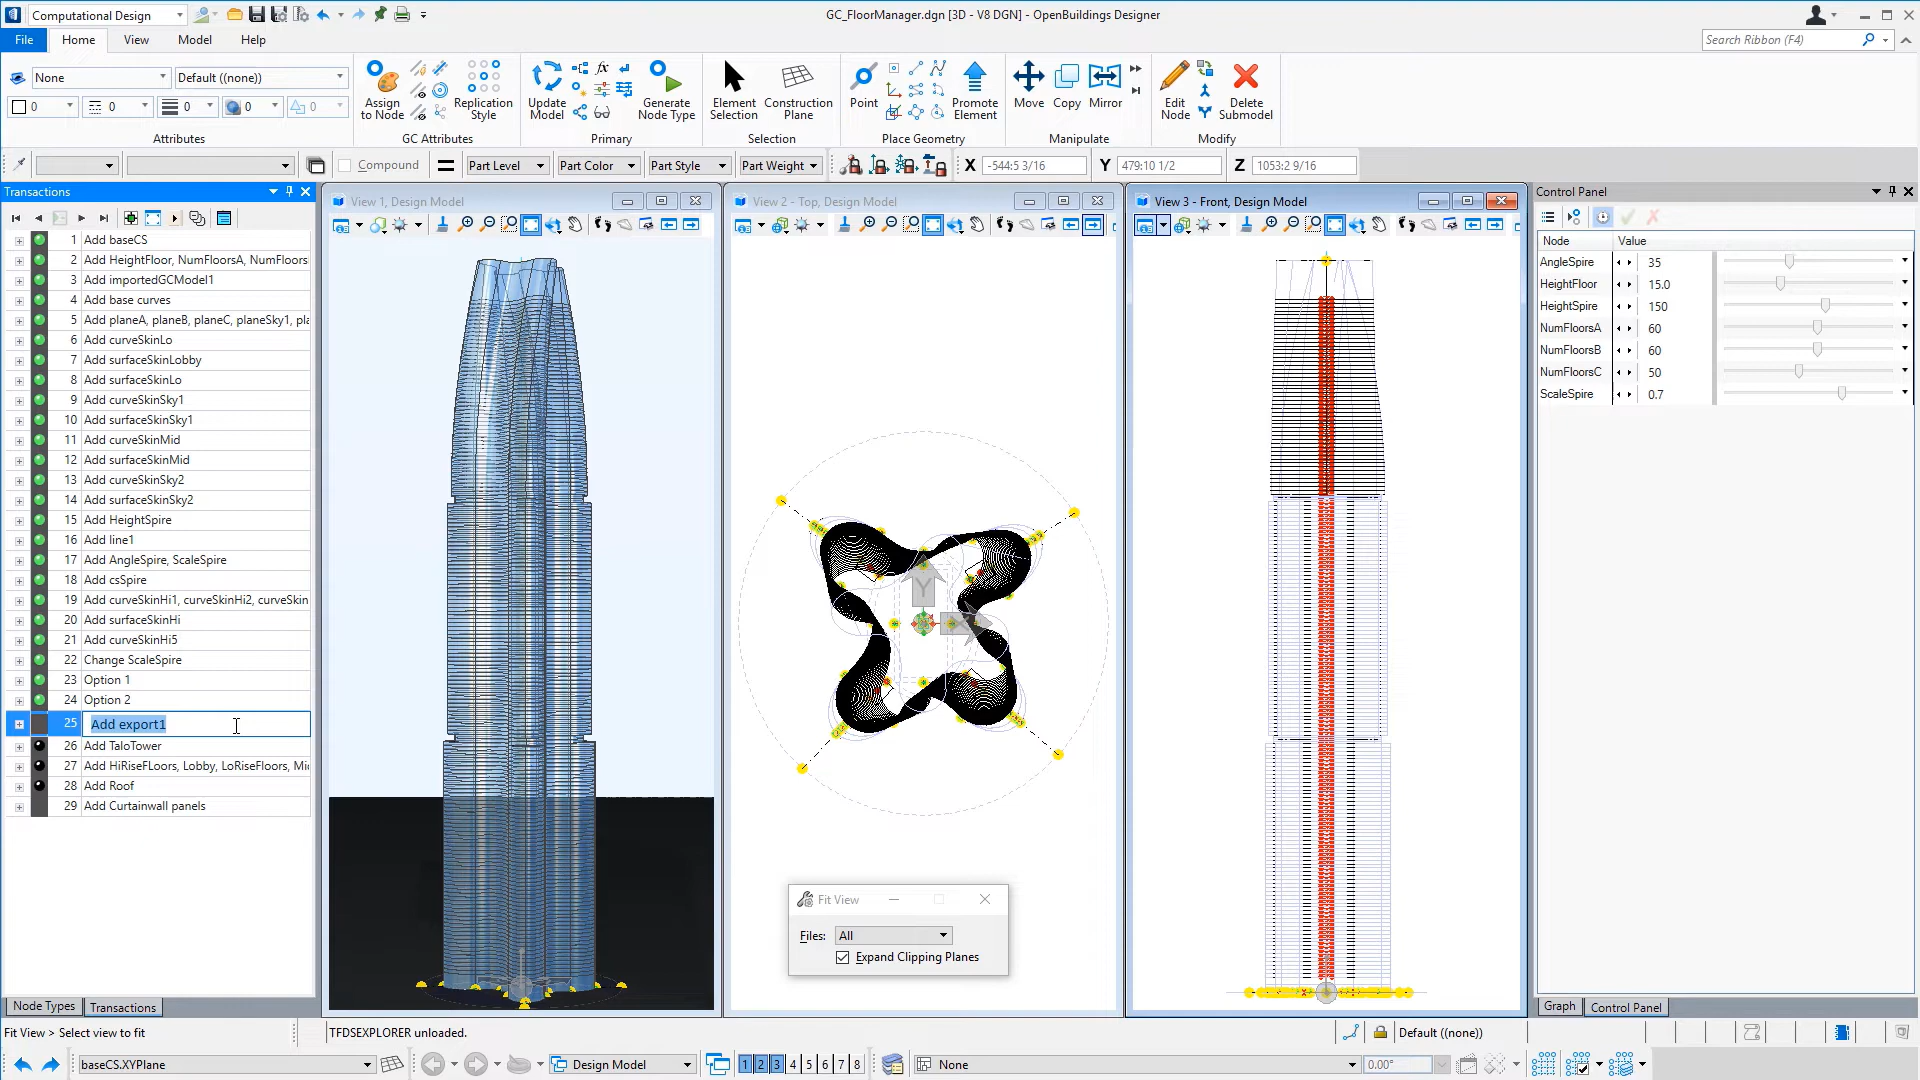 Computational Design
GC_FloorManager.dgn [3D - V8 DGN] - OpenBuildings Designer
File
Home
View
Model
Help
Search Ribbon (F4)
None
Default ((none))
0
0
0
0
0
Attributes
Assign to Node
Replication Style
GC Attributes
Update Model
fx
Generate Node Type
Primary
Element Selection
Construction Plane
Selection
Point
Promote Element
Place Geometry
Move
Copy
Mirror
Manipulate
Edit Node
Delete Submodel
Modify
Compound
Part Level
Part Color
Part Style
Part Weight
X
-544:5 3/16
Y
479:10 1/2
Z
1053:2 9/16
Transactions
1 Add baseCS
2 Add HeightFloor, NumFloorsA, NumFloors
3 Add importedGCModel1
4 Add base curves
5 Add planeA, planeB, planeC, planeSky1, pla
6 Add curveSkinLo
7 Add surfaceSkinLobby
8 Add surfaceSkinLo
9 Add curveSkinSky1
10 Add surfaceSkinSky1
11 Add curveSkinMid
12 Add surfaceSkinMid
13 Add curveSkinSky2
14 Add surfaceSkinSky2
15 Add HeightSpire
16 Add line1
17 Add AngleSpire, ScaleSpire
18 Add csSpire
19 Add curveSkinHi1, curveSkinHi2, curveSkin
20 Add surfaceSkinHi
21 Add curveSkinHi5
22 Change ScaleSpire
23 Option 1
24 Option 2
25 Add export1
26 Add TaloTower
27 Add HiRiseFLoors, Lobby, LoRiseFloors, Mid
28 Add Roof
29 Add Curtainwall panels
Node Types
Transactions
View 1, Design Model
View 2 - Top, Design Model
Y
X
Fit View
Files: All
Expand Clipping Planes
View 3 - Front, Design Model
Control Panel
Node
Value
AngleSpire 35
HeightFloor 15.0
HeightSpire 150
NumFloorsA 60
NumFloorsB 60
NumFloorsC 50
ScaleSpire 0.7
Graph
Control Panel
Fit View > Select view to fit
TFDSEXPLORER unloaded.
Default ((none))
baseCS.XYPlane
Design Model
1 2 3 4 5 6 7 8
None
0.00°